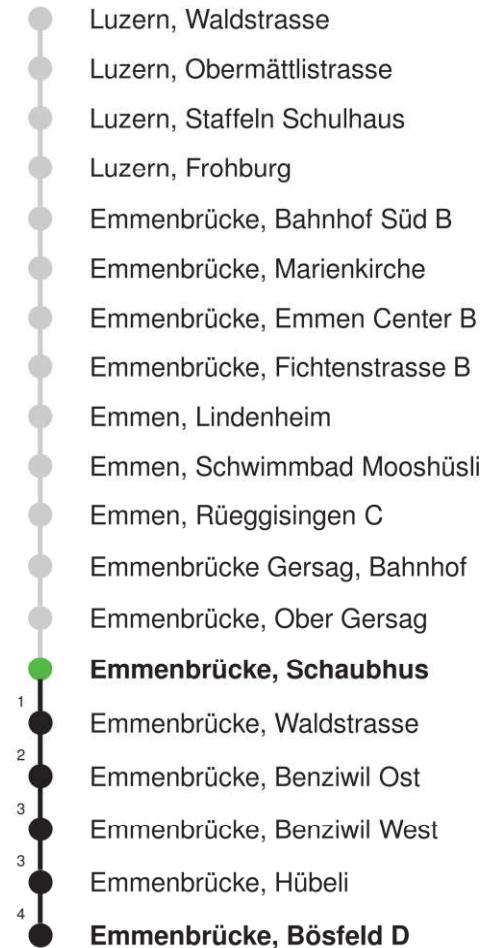 Luzern, Waldstrasse
Luzern, Obermättlistrasse
Luzern, Staffeln Schulhaus
Luzern, Frohburg
Emmenbrücke, Bahnhof Süd B
Emmenbrücke, Marienkirche
Emmenbrücke, Emmen Center B
Emmenbrücke, Fichtenstrasse B
Emmen, Lindenheim
Emmen, Schwimmbad Mooshüsli
Emmen, Rüeggisingen C
Emmenbrücke Gersag, Bahnhof
Emmenbrücke, Ober Gersag
Emmenbrücke, Schaubhus
1 Emmenbrücke, Waldstrasse
2 Emmenbrücke, Benziwil Ost
3 Emmenbrücke, Benziwil West
3 Emmenbrücke, Hübeli
4 Emmenbrücke, Bösfeld D